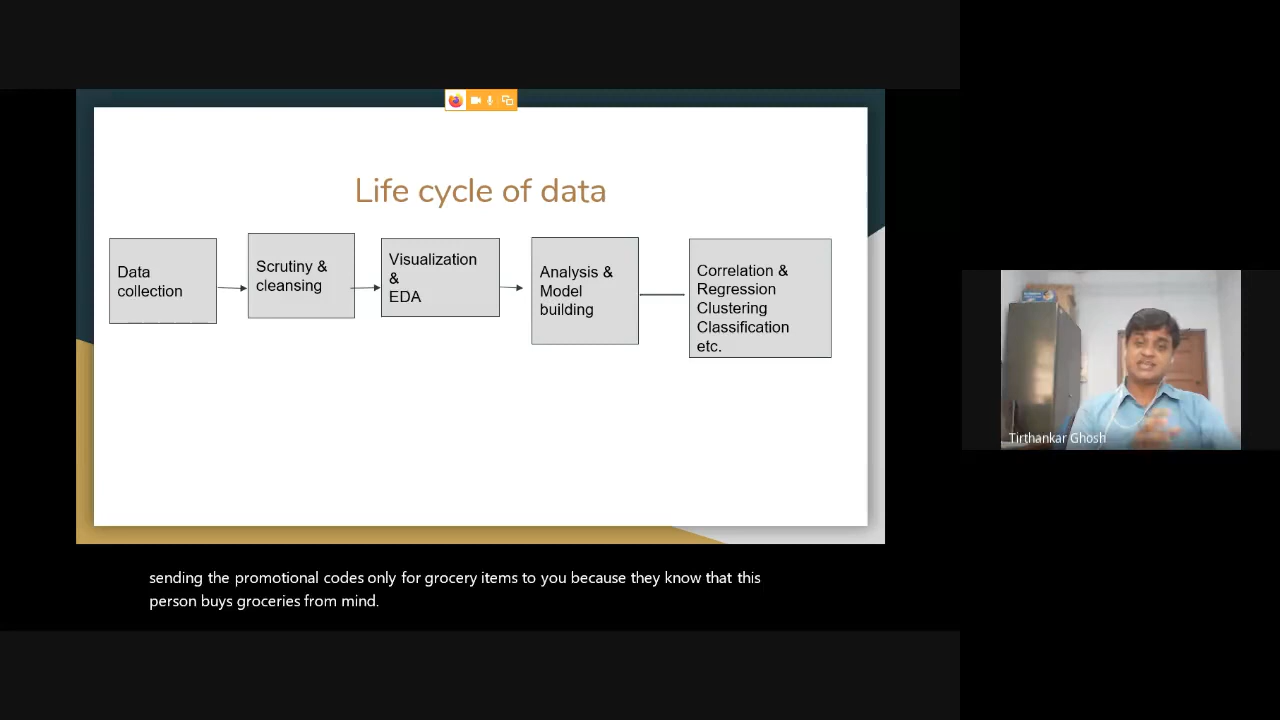 Life cycle of data
Data
collection
Scrutiny &
cleansing
Visualization
&
EDA
Analysis &
Model
building
Correlation &
Regression
Clustering
Classification
etc.
Tirthankar Ghosh
sending the promotional codes only for grocery items to you because they know that this
person buys groceries from mind.